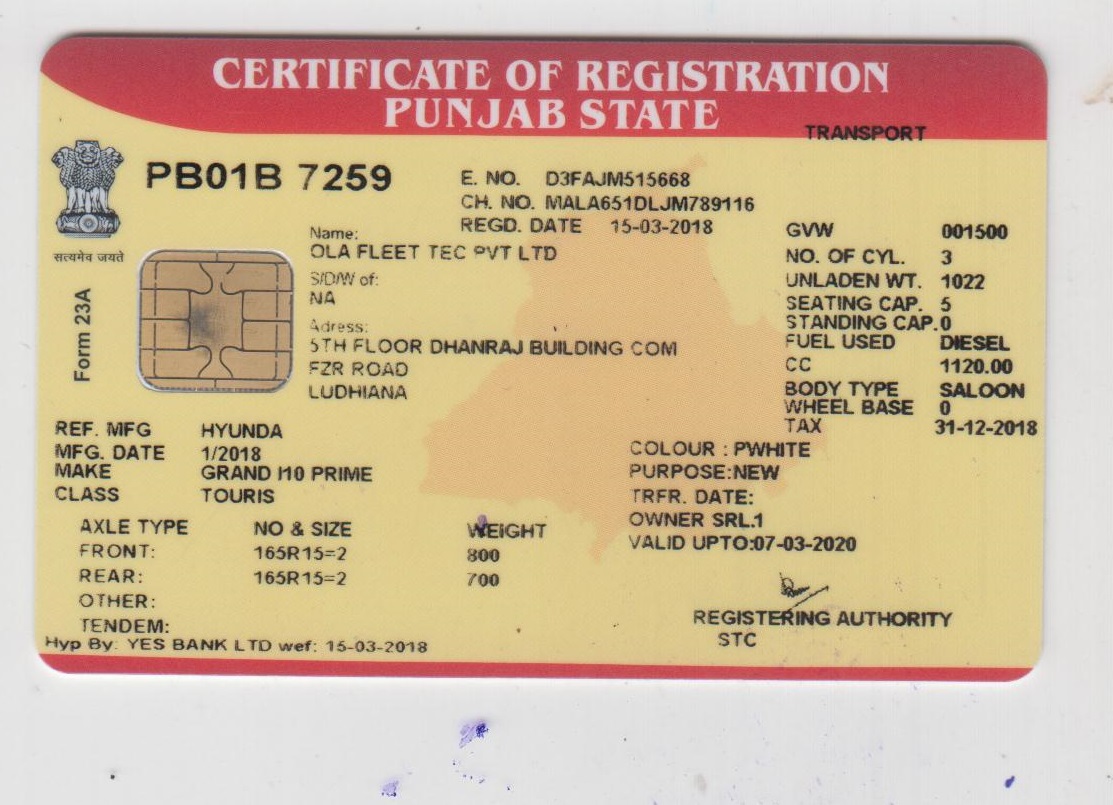 CERTIFICATE OF REGISTRATION
PUNJAB STATE
TRANSPORT
सत्यमेव जयते
Form 23A
PB01B 7259
E. NO. D3FAJM515668
CH. NO. MALA651DLJM789116
REGD. DATE 15-03-2018
Name:
OLA FLEET TEC PVT LTD
S/D/W of:
NA
Adress:
5TH FLOOR DHANRAJ BUILDING COM
FZR ROAD
LUDHIANA
GVW 001500
NO. OF CYL. 3
UNLADEN WT. 1022
SEATING CAP. 5
STANDING CAP. 0
FUEL USED DIESEL
CC 1120.00
BODY TYPE SALOON
WHEEL BASE 0
TAX 31-12-2018
REF. MFG HYUNDA
MFG. DATE 1/2018
MAKE GRAND I10 PRIME
CLASS TOURIS
COLOUR : PWHITE
PURPOSE:NEW
TRFR. DATE:
OWNER SRL.1
VALID UPTO:07-03-2020
AXLE TYPE NO & SIZE WEIGHT
FRONT: 165R15=2 800
REAR: 165R15=2 700
OTHER:
TENDEM:
Hyp By: YES BANK LTD wef: 15-03-2018
REGISTERING AUTHORITY
STC